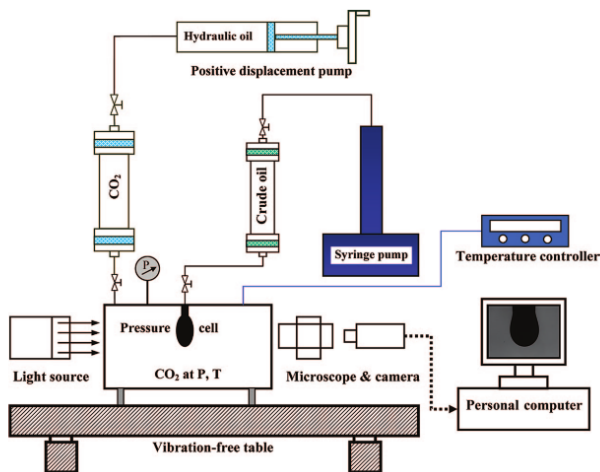 Hydraulic oil
Positive displacement pump
CO₂
Crude oil
Syringe pump
Temperature controller
P
Pressure cell
CO₂ at P, T
Light source
Microscope & camera
Personal computer
Vibration-free table